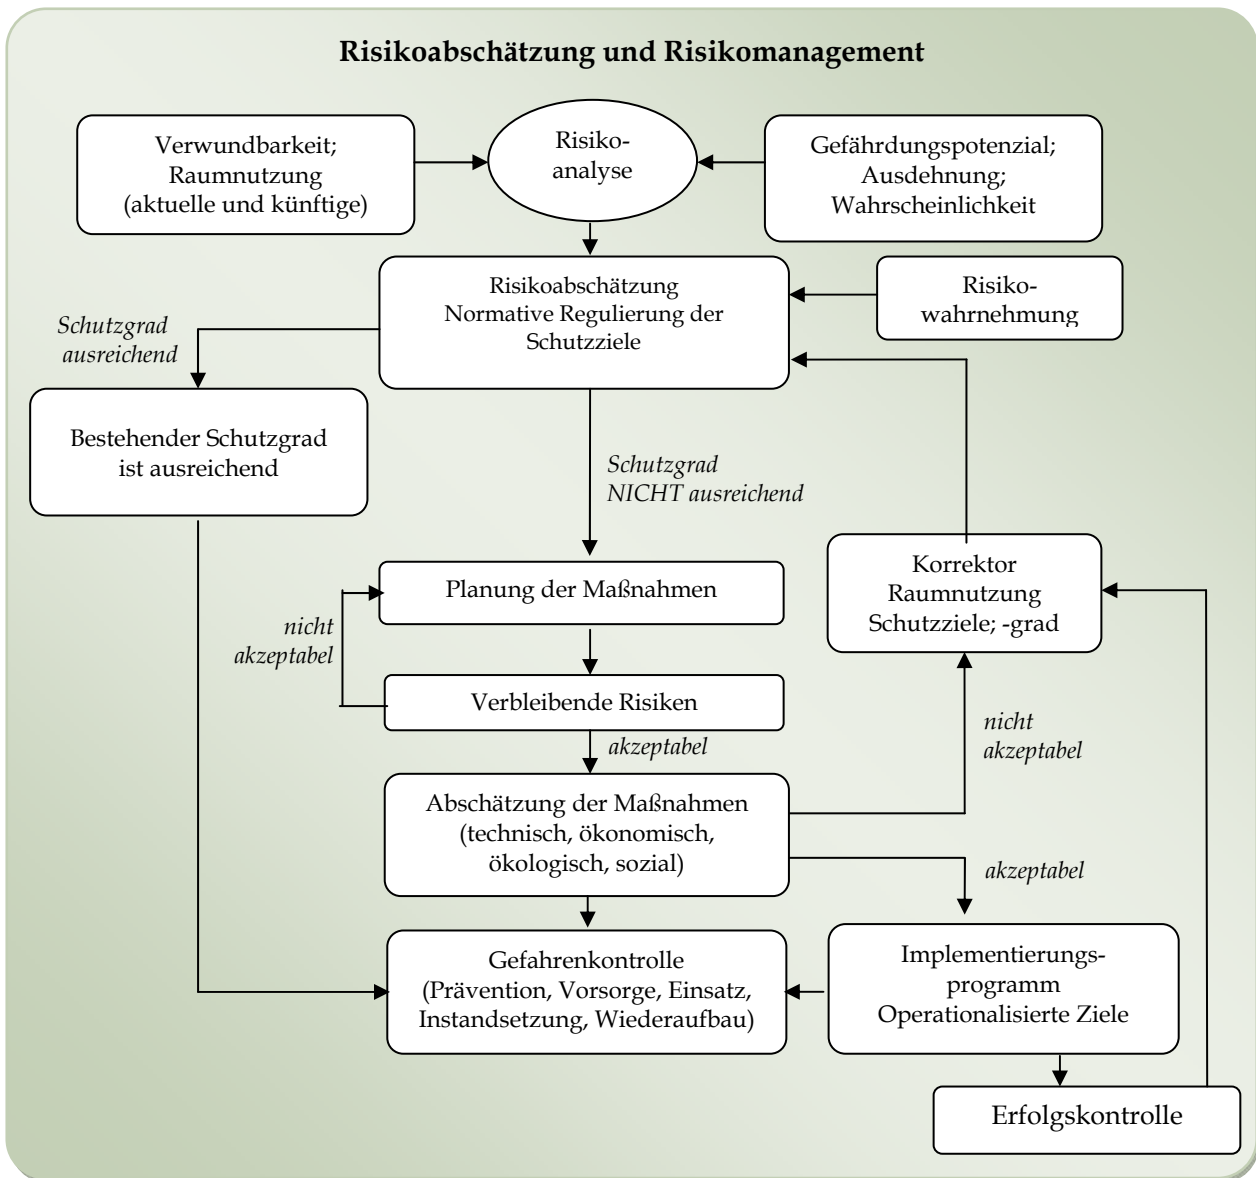 Risikoabschätzung und Risikomanagement
Verwundbarkeit;
Raumnutzung
(aktuelle und künftige)
Risiko-
analyse
Gefährdungspotenzial;
Ausdehnung;
Wahrscheinlichkeit
Risikoabschätzung
Normative Regulierung der
Schutzziele
Risiko-
wahrnehmung
Schutzgrad
ausreichend
Bestehender Schutzgrad
ist ausreichend
Schutzgrad
NICHT ausreichend
Planung der Maßnahmen
Korrektor
Raumnutzung
Schutzziele; -grad
nicht
akzeptabel
Verbleibende Risiken
akzeptabel
nicht
akzeptabel
Abschätzung der Maßnahmen
(technisch, ökonomisch,
ökologisch, sozial)
akzeptabel
Gefahrenkontrolle
(Prävention, Vorsorge, Einsatz,
Instandsetzung, Wiederaufbau)
Implementierungs-
programm
Operationalisierte Ziele
Erfolgskontrolle